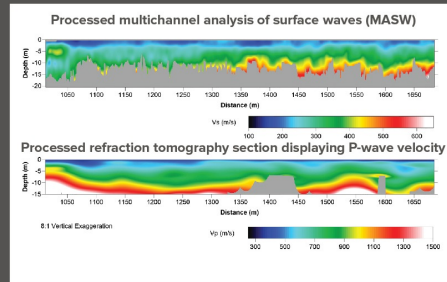 Processed multichannel analysis of surface waves (MASW)
Depth (m)
0
-5
-10
-15
-20
1050 1100 1150 1200 1250 1300 1350 1400 1450 1500 1550 1600 1650
Distance (m)
Vs (m/s)
100 200 300 400 500 600
Processed refraction tomography section displaying P-wave velocity
Depth (m)
0
-5
-10
-15
1050 1100 1150 1200 1250 1300 1350 1400 1450 1500 1550 1600 1650
Distance (m)
8:1 Vertical Exaggeration
Vp (m/s)
300 500 700 900 1100 1300 1500